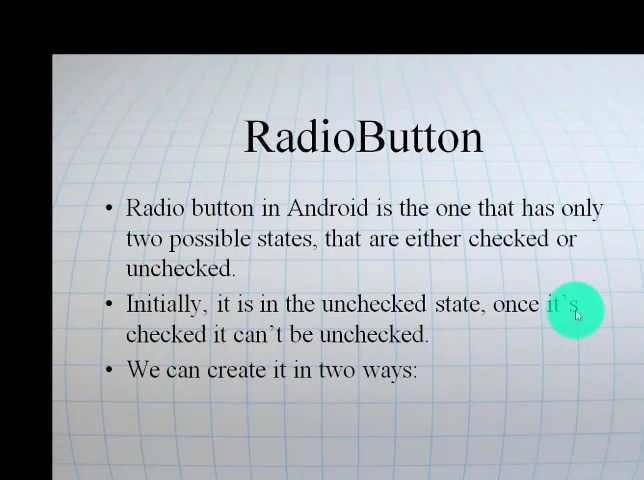 RadioButton
• Radio button in Android is the one that has only
two possible states, that are either checked or
unchecked.
• Initially, it is in the unchecked state, once it's
checked it can't be unchecked.
• We can create it in two ways: